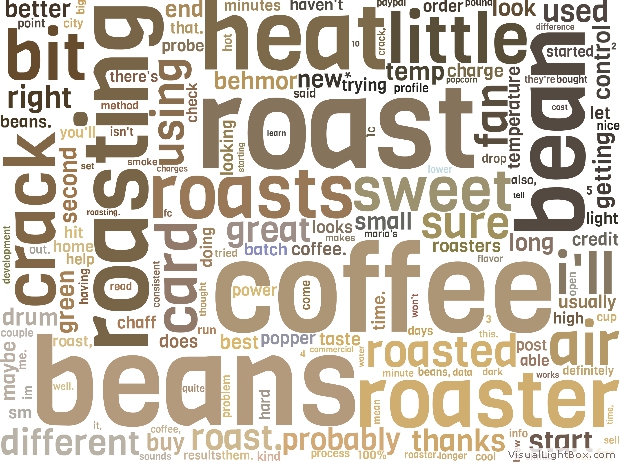 better
point
city
bit
right
beans.
roasting
there's
method
you'll
isn't
end
that.
probe
using
check
minutes
haven't
heat
hot
behmor
new*
said
trying
10
crack,
paypal
order
pound
little
temp
charge
profile
popcorn
look
used
difference
started
2
they're
bought
control
bean
cost
let
nice
getting
5
light
fan
temperature
drop
also,
tell
roast
learn
1c
looking
starting
crack
second
set
smoke
charges
roasting.
roasts
fc
sweet
lower
great
looks
makes
small
maria's
sure
roasters
flavor
long
credit
i'll
open
usually
high
cup
development
out.
hit
home
help
green
having
read
consistent
card
thought
doing
tried
batch
coffee.
coffee
power
come
time.
won't
3
days
this.
drum
couple
chaff
run
does
roast,
best
popper
taste
4
commercial
water
roasted
post
able
air
definitely
maybe
me.
im
sm
beans
well.
quite
problem
hard
minute
beans,
data
dark
works
roaster
mean
time.
it.
different
w
coffee,
buy
sounds
roast.
results
them.
kind
probably
process
100%
thanks
roaster.
longer
info
cool
start
sell
VisualLightBox.com